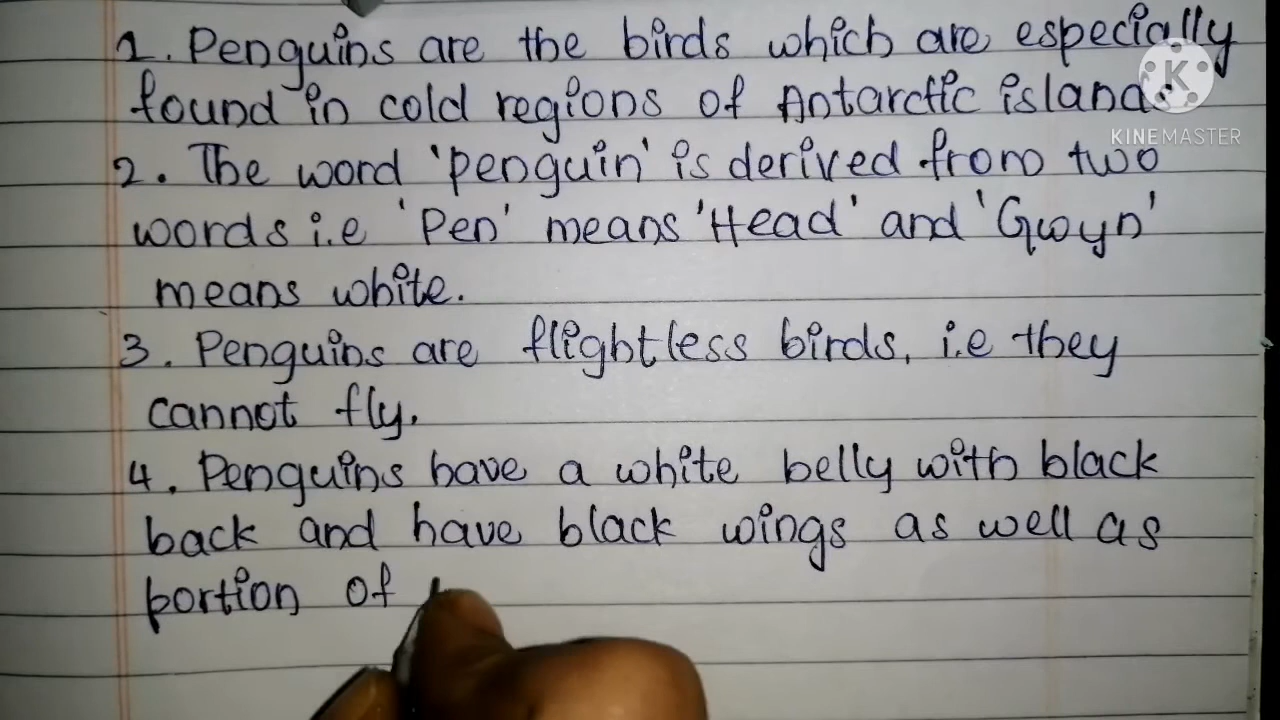 1. Penguins are the birds which are especially
found in cold regions of Antarctic islands.
KINEMASTER
2. The word 'penguin' is derived from two
words i.e 'Pen' means 'Head' and 'Gwyn'
means white.
3. Penguins are flightless birds, i.e they
cannot fly.
4. Penguins have a white belly with black
back and have black wings as well as
portion of